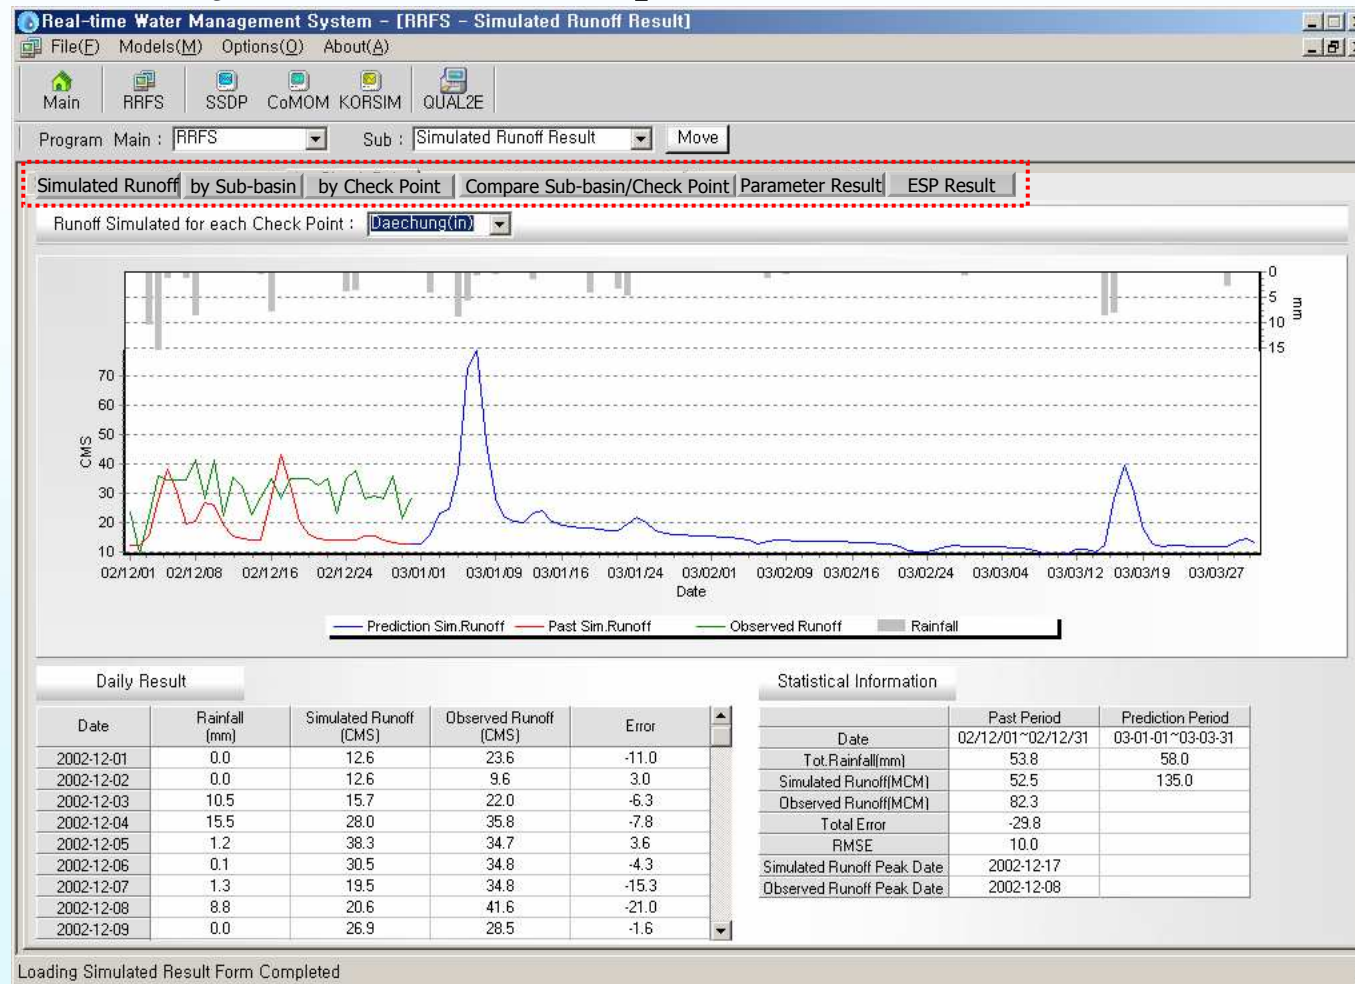 Real-time Water Management System - [RRFS - Simulated Runoff Result]
File(F) Models(M) Options(O) About(A)
Main RRFS SSDP CoMOM KORSIM QUAL2E
Program Main : RRFS Sub : Simulated Runoff Result Move
Simulated Runoff by Sub-basin by Check Point Compare Sub-basin/Check Point Parameter Result ESP Result
Runoff Simulated for each Check Point : Daechung(in)
0
5
10
15
mm
70
60
50
40
30
20
10
CMS
02/12/01 02/12/08 02/12/16 02/12/24 03/01/01 03/01/09 03/01/16 03/01/24 03/02/01 03/02/09 03/02/16 03/02/24 03/03/04 03/03/12 03/03/19 03/03/27
Date
Prediction Sim.Runoff Past Sim.Runoff Observed Runoff Rainfall
Daily Result
Date Rainfall (mm) Simulated Runoff (CMS) Observed Runoff (CMS) Error
2002-12-01 0.0 12.6 23.6 -11.0
2002-12-02 0.0 12.6 9.6 3.0
2002-12-03 10.5 15.7 22.0 -6.3
2002-12-04 15.5 28.0 35.8 -7.8
2002-12-05 1.2 38.3 34.7 3.6
2002-12-06 0.1 30.5 34.8 -4.3
2002-12-07 1.3 19.5 34.8 -15.3
2002-12-08 8.8 20.6 41.6 -21.0
2002-12-09 0.0 26.9 28.5 -1.6
Statistical Information
Past Period Prediction Period
Date 02/12/01~02/12/31 03-01-01~03-03-31
Tot.Rainfall(mm) 53.8 58.0
Simulated Runoff(MCM) 52.5 135.0
Observed Runoff(MCM) 82.3
Total Error -29.8
RMSE 10.0
Simulated Runoff Peak Date 2002-12-17
Observed Runoff Peak Date 2002-12-08
Loading Simulated Result Form Completed